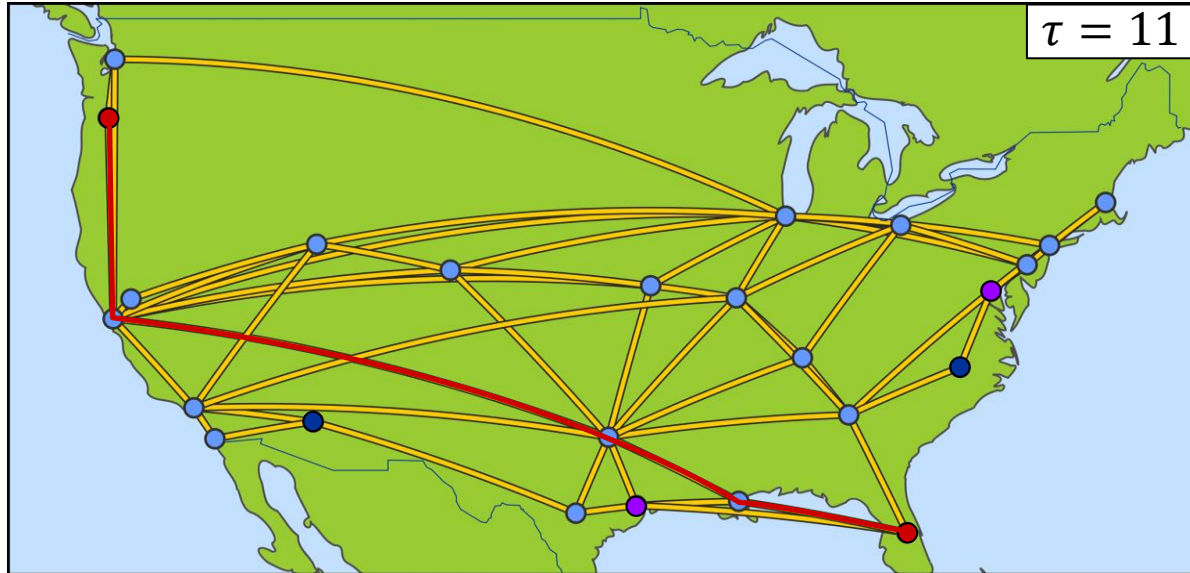 τ = 11